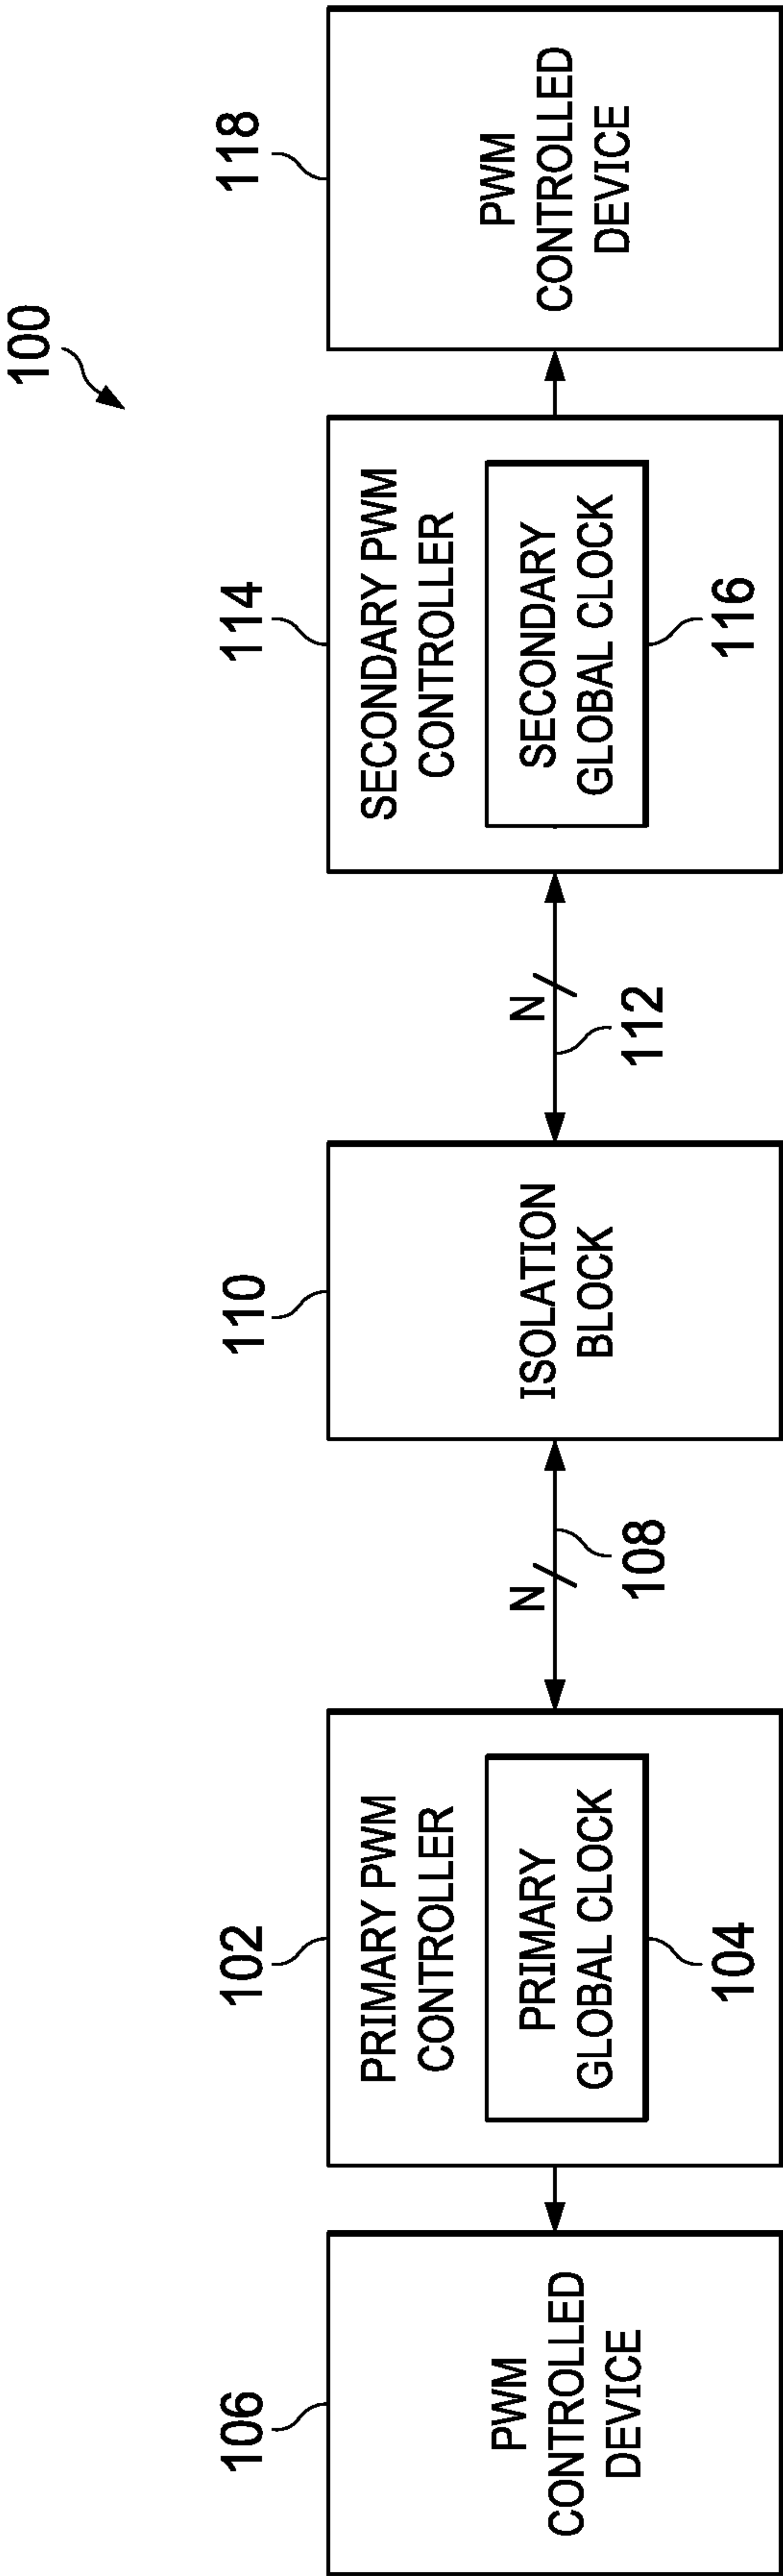 100
106
102
110
114
118
PWM
CONTROLLED
DEVICE
PRIMARY PWM
CONTROLLER
PRIMARY
GLOBAL CLOCK
104
N
108
ISOLATION
BLOCK
N
112
SECONDARY PWM
CONTROLLER
SECONDARY
GLOBAL CLOCK
116
PWM
CONTROLLED
DEVICE